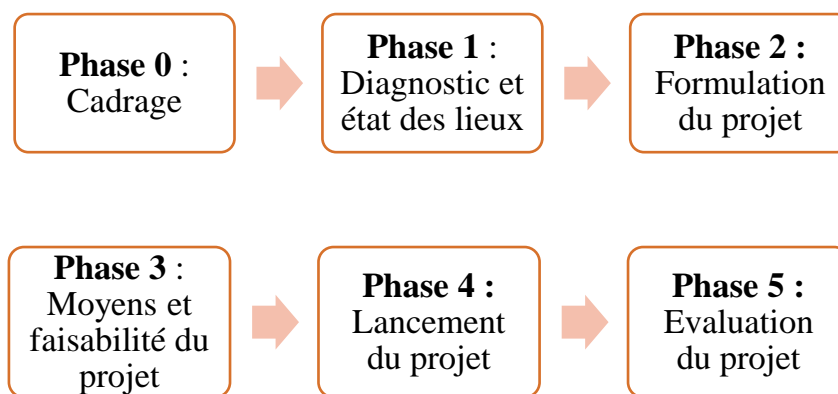 Phase 0 :
Cadrage
Phase 1 :
Diagnostic et
état des lieux
Phase 2 :
Formulation
du projet
Phase 3 :
Moyens et
faisabilité du
projet
Phase 4 :
Lancement
du projet
Phase 5 :
Evaluation
du projet